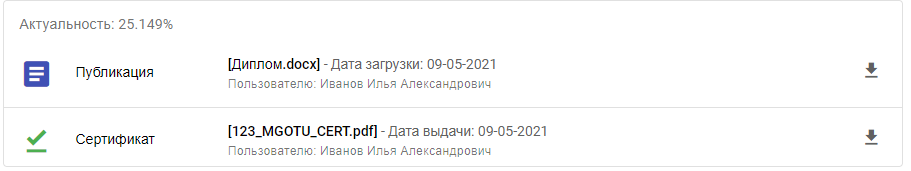 Актуальность: 25.149%
Публикация
[Диплом.docx] - Дата загрузки: 09-05-2021
Пользователю: Иванов Илья Александрович
Сертификат
[123_MGOTU_CERT.pdf] - Дата выдачи: 09-05-2021
Пользователю: Иванов Илья Александрович